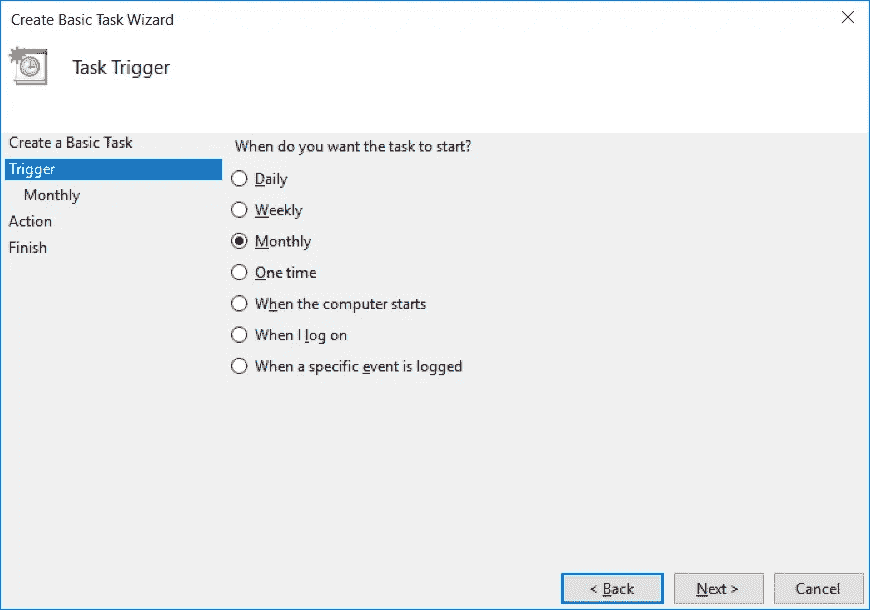 Create Basic Task Wizard
Task Trigger
Create a Basic Task
Trigger
Monthly
Action
Finish
When do you want the task to start?
Daily
Weekly
Monthly
One time
When the computer starts
When I log on
When a specific event is logged
< Back
Next >
Cancel